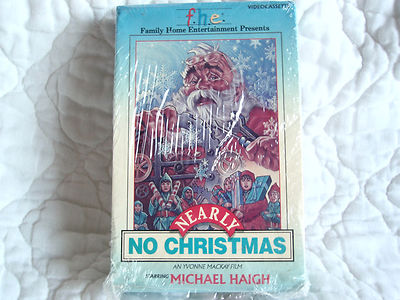 VIDEOCASSETTE
f.h.e.
Family Home Entertainment Presents
NEARLY
NO CHRISTMAS
AN YVONNE MACKAY FILM
STARRING MICHAEL HAIGH